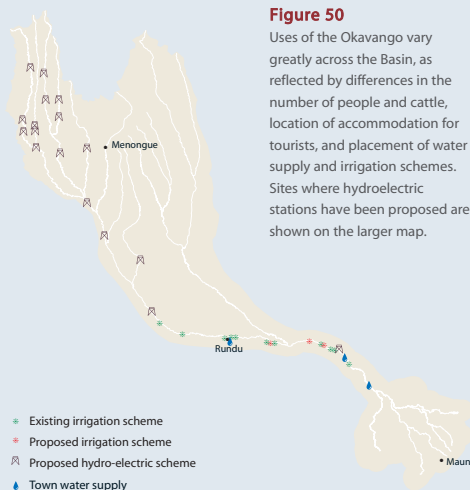 Figure 50
Uses of the Okavango vary
greatly across the Basin, as
reflected by differences in the
number of people and cattle,
location of accommodation for
tourists, and placement of water
supply and irrigation schemes.
Sites where hydroelectric
stations have been proposed are
shown on the larger map.
Menongue
Rundu
Existing irrigation scheme
Proposed irrigation scheme
Proposed hydro-electric scheme
Town water supply
Maun